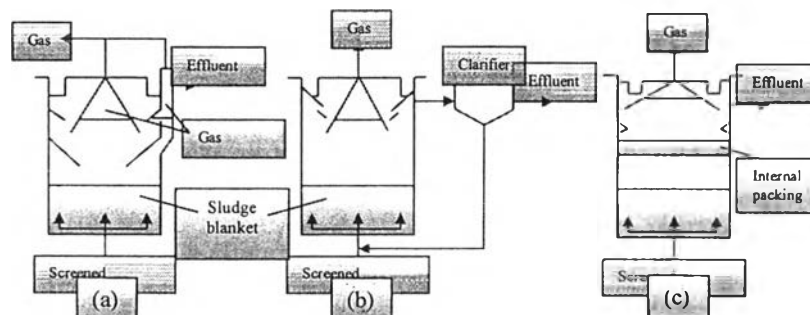 Gas
Effluent
Gas
Sludge
blanket
Screened
(a)
Gas
Clarifier
Effluent
Screened
(b)
Gas
Effluent
Internal
packing
(c)